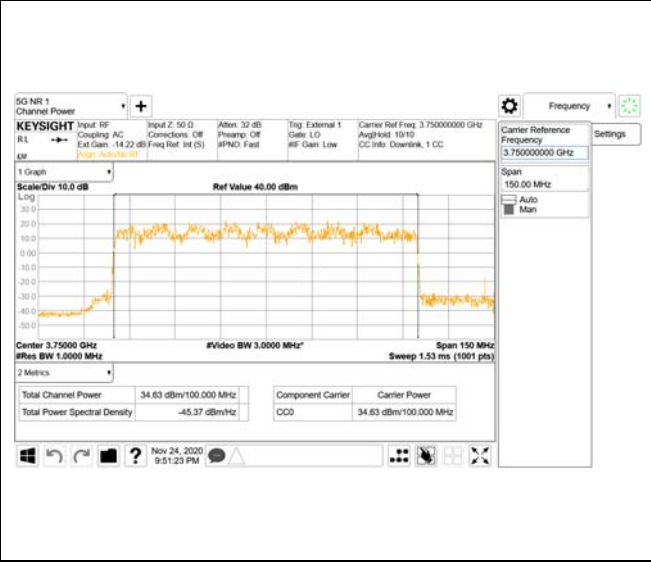 5G NR 1
Channel Power
Frequency
KEYSIGHT Input: RF Input Z: 50 Ω Atten: 32 dB Trig: External 1 Carrier Ref Freq: 3.750000000 GHz
R L Coupling: AC Corrections: Off Preamp: Off Gate: LO Avg|Hold: 10/10
Ext Gain: -14.22 dB Freq Ref: Int (S) #PNO: Fast #IF Gain: Low CC Info: Downlink, 1 CC
Align: Auto/No RF
Carrier Reference
Frequency
3.750000000 GHz
Settings
Span
150.00 MHz
Auto
Man
1 Graph
Scale/Div 10.0 dB Ref Value 40.00 dBm
Log
30.0
20.0
10.0
0.00
-10.0
-20.0
-30.0
-40.0
-50.0
Center 3.75000 GHz #Video BW 3.0000 MHz* Span 150 MHz
#Res BW 1.0000 MHz Sweep 1.53 ms (1001 pts)
2 Metrics
Total Channel Power 34.63 dBm/100.000 MHz Component Carrier Carrier Power
Total Power Spectral Density -45.37 dBm/Hz CC0 34.63 dBm/100.000 MHz
? Nov 24, 2020
9:51:23 PM